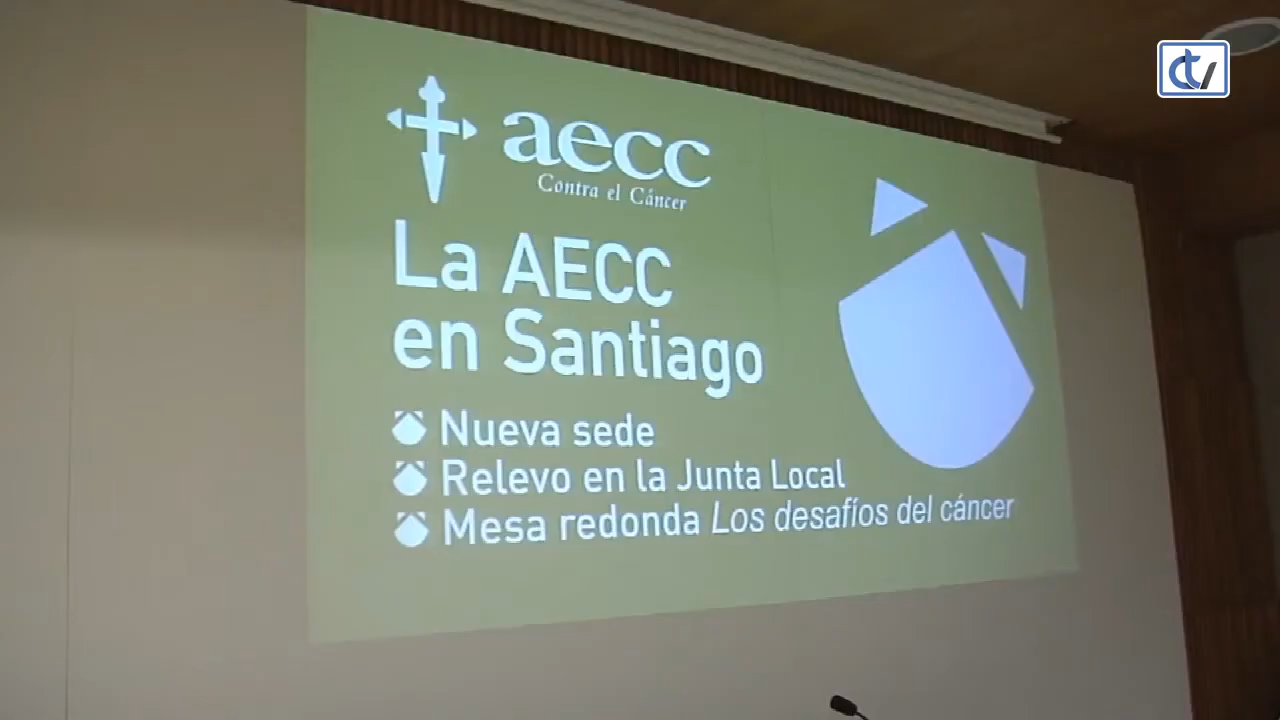 aecc
Contra el Cáncer
La AECC
en Santiago
Nueva sede
Relevo en la Junta Local
Mesa redonda Los desafíos del cáncer
ctv